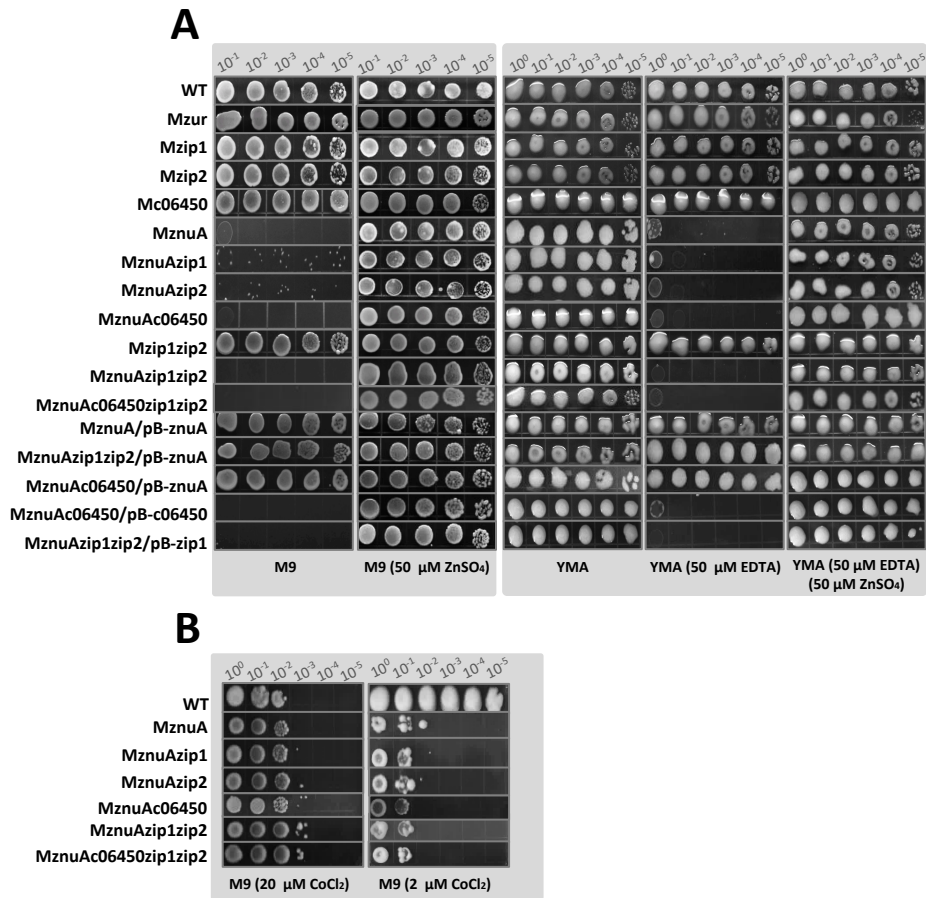 A
10⁻¹ 10⁻² 10⁻³ 10⁻⁴ 10⁻⁵ 10⁻¹ 10⁻² 10⁻³ 10⁻⁴ 10⁻⁵ 10⁰ 10⁻¹ 10⁻² 10⁻³ 10⁻⁴ 10⁻⁵ 10⁰ 10⁻¹ 10⁻² 10⁻³ 10⁻⁴ 10⁻⁵ 10⁰ 10⁻¹ 10⁻² 10⁻³ 10⁻⁴ 10⁻⁵
WT
Mzur
Mzip1
Mzip2
Mc06450
MznuA
MznuAzip1
MznuAzip2
MznuAc06450
Mzip1zip2
MznuAzip1zip2
MznuAc06450zip1zip2
MznuA/pB-znuA
MznuAzip1zip2/pB-znuA
MznuAc06450/pB-znuA
MznuAc06450/pB-c06450
MznuAzip1zip2/pB-zip1
M9 M9 (50 µM ZnSO₄) YMA YMA (50 µM EDTA) YMA (50 µM EDTA)
(50 µM ZnSO₄)
B
10⁰ 10⁻¹ 10⁻² 10⁻³ 10⁻⁴ 10⁻⁵ 10⁰ 10⁻¹ 10⁻² 10⁻³ 10⁻⁴ 10⁻⁵
WT
MznuA
MznuAzip1
MznuAzip2
MznuAc06450
MznuAzip1zip2
MznuAc06450zip1zip2
M9 (20 µM CoCl₂) M9 (2 µM CoCl₂)